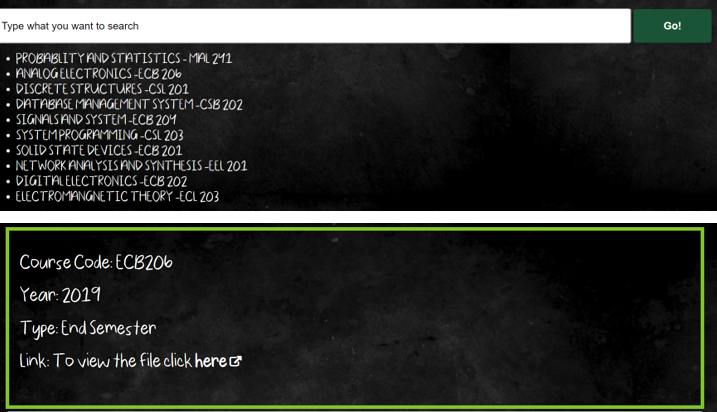 Type what you want to search
Go!
PROBABLITY AND STATISTICS - MAL 241
ANALOG ELECTRONICS -ECB 206
DISCRETE STRUCTURES -CSL 201
DATABASE MANAGEMENT SYSTEM -CSB 202
SIGNALS AND SYSTEM -ECB 204
SYSTEM PROGRAMMING -CSL 203
SOLID STATE DEVICES -ECB 201
NETWORK ANALYSIS AND SYNTHESIS -EEL 201
DIGITAL ELECTRONICS -ECB 202
ELECTROMANGNETIC THEORY -ECL 203
Course Code: ECB206
Year: 2019
Type: End Semester
Link: To view the file click here